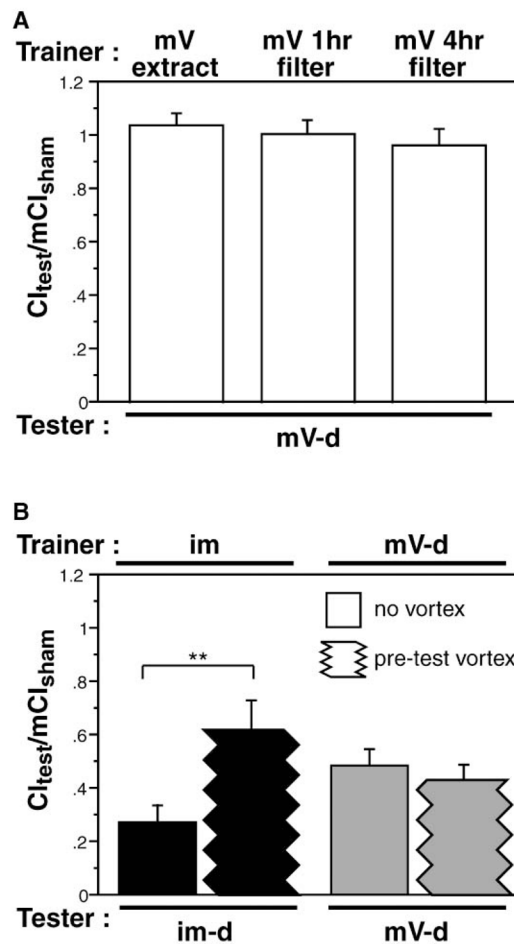 A
Trainer : mV extract mV 1hr filter mV 4hr filter
1.2
1
.8
.6
.4
.2
0
CItest/mCIsham
Tester :
mV-d
B
Trainer : im mV-d
1.2
1
.8
.6
.4
.2
0
CItest/mCIsham
no vortex
pre-test vortex
**
Tester : im-d mV-d